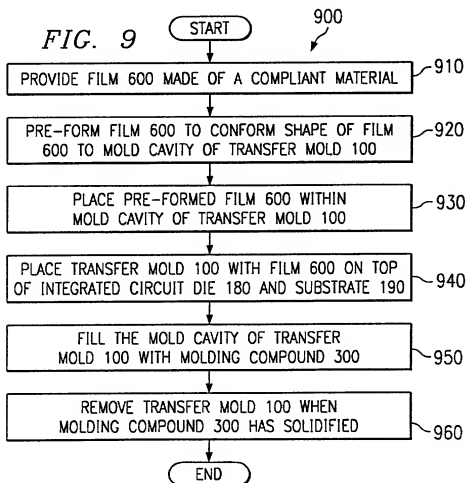 FIG. 9
START
900
PROVIDE FILM 600 MADE OF A COMPLIANT MATERIAL
910
PRE-FORM FILM 600 TO CONFORM SHAPE OF FILM
600 TO MOLD CAVITY OF TRANSFER MOLD 100
920
PLACE PRE-FORMED FILM 600 WITHIN
MOLD CAVITY OF TRANSFER MOLD 100
930
PLACE TRANSFER MOLD 100 WITH FILM 600 ON TOP
OF INTEGRATED CIRCUIT DIE 180 AND SUBSTRATE 190
940
FILL THE MOLD CAVITY OF TRANSFER
MOLD 100 WITH MOLDING COMPOUND 300
950
REMOVE TRANSFER MOLD 100 WHEN
MOLDING COMPOUND 300 HAS SOLIDIFIED
960
END